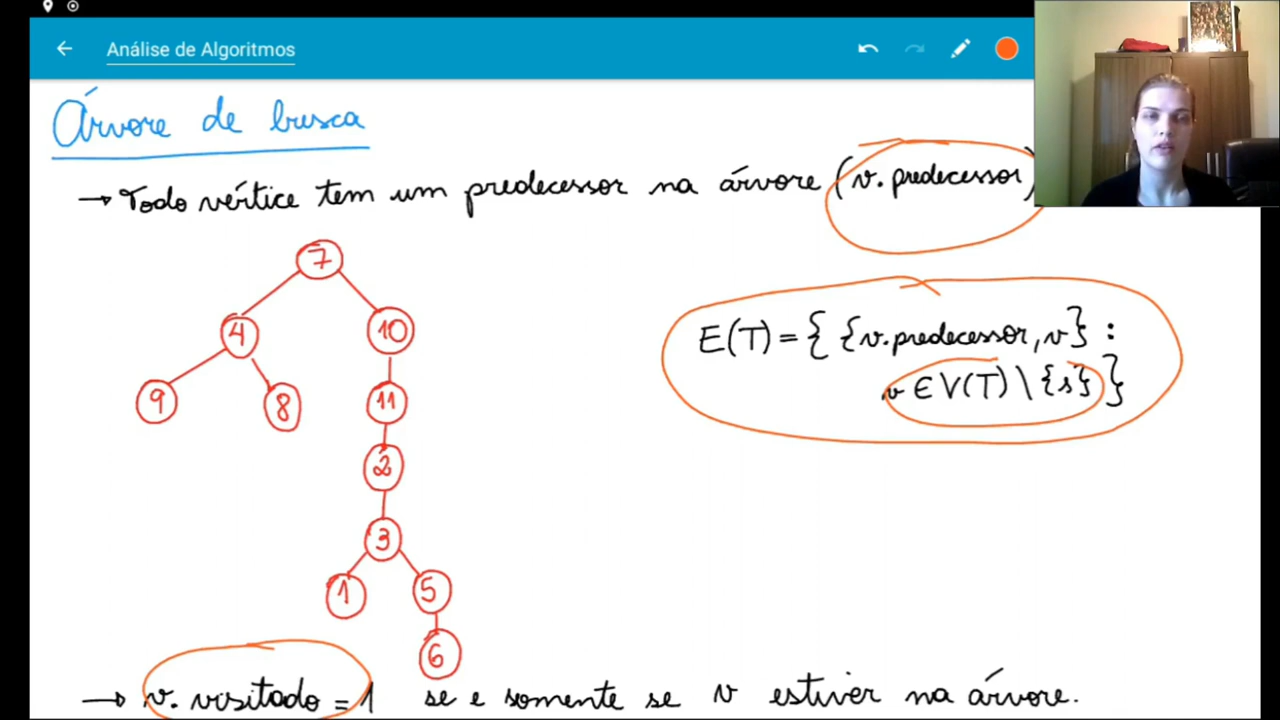 Análise de Algoritmos
Árvore de busca
→ Todo vértice tem um predecessor na árvore (v.predecessor)
7
4 10
9 8 11
2
3
1 5
6
E(T) = { {v.predecessor, v} :
v ∈ V(T) \ {s} }
→ v.visitado = 1 se e somente se v estiver na árvore.